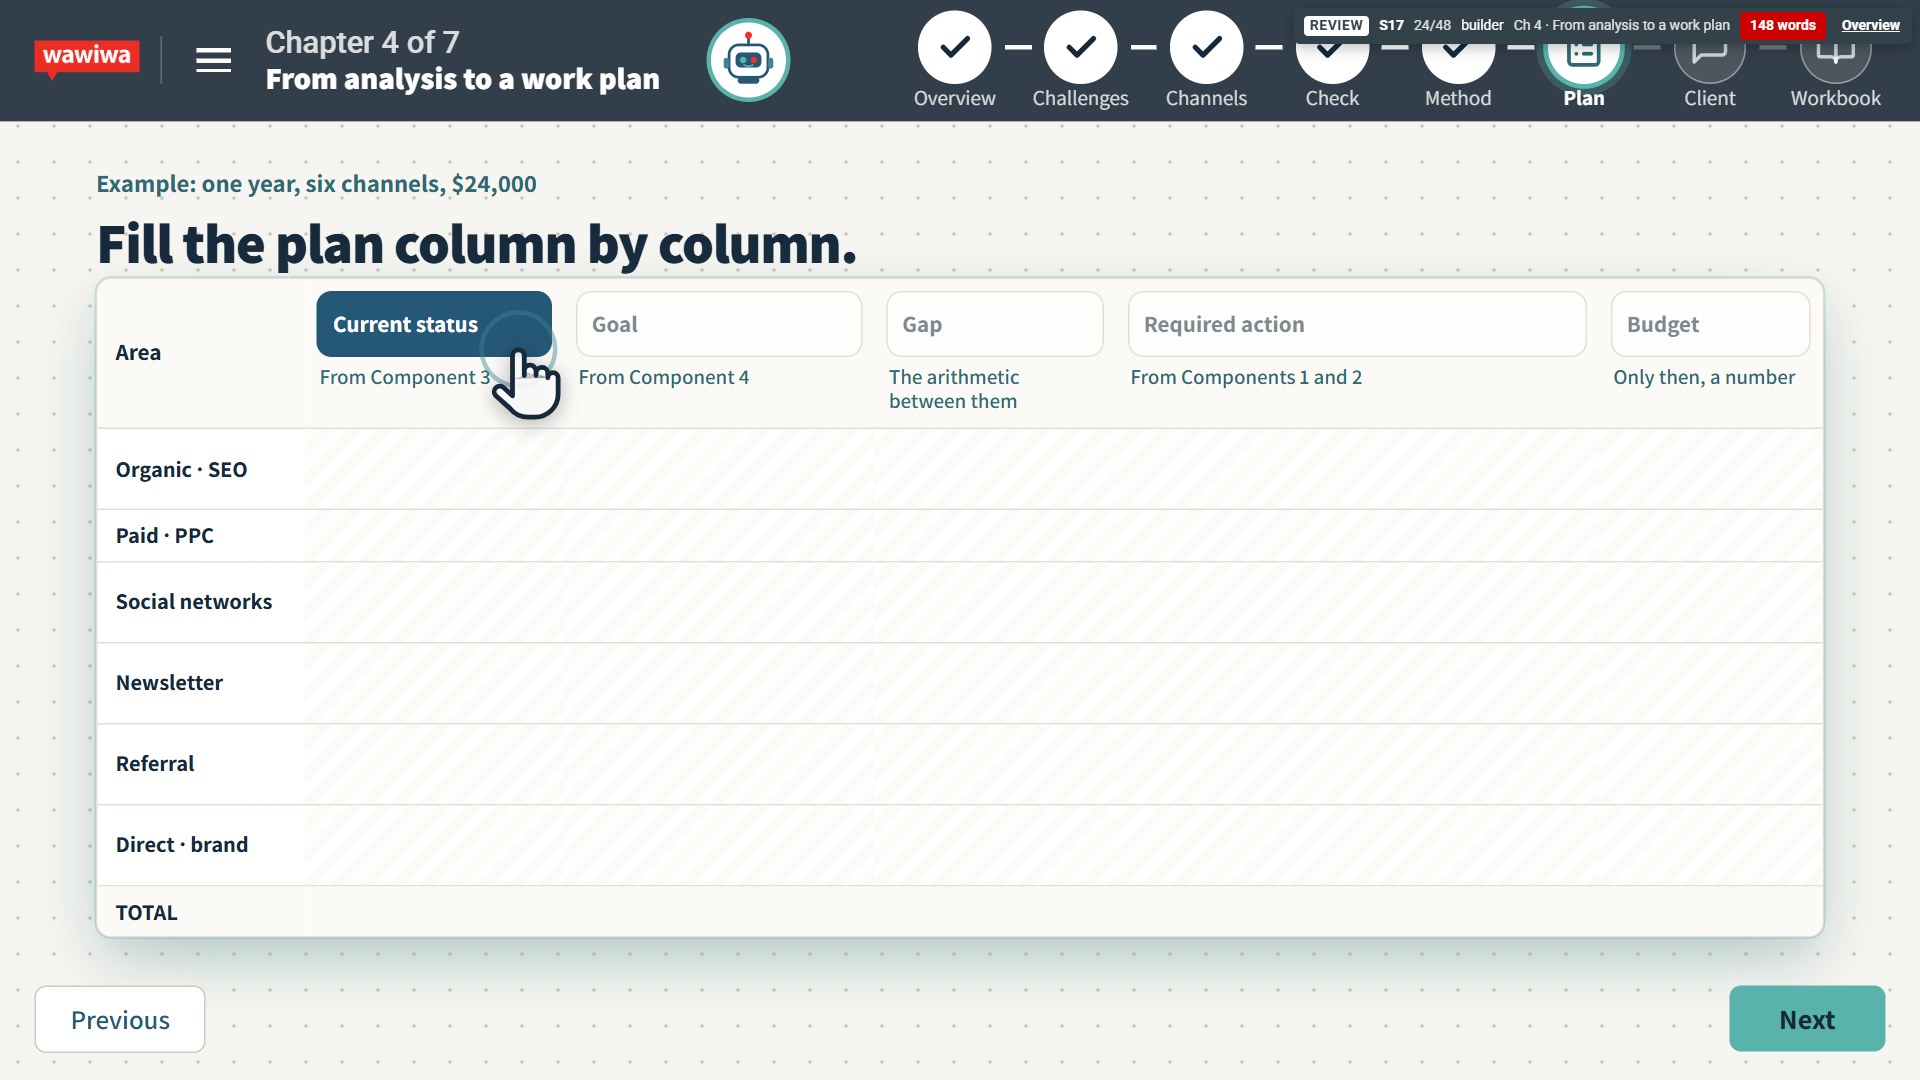 wawiwa
Chapter 4 of 7
From analysis to a work plan
REVIEW S17 24/48 builder Ch 4 · From analysis to a work plan 148 words Overview
Overview
Challenges
Channels
Check
Method
Plan
Client
Workbook
Example: one year, six channels, $24,000
Fill the plan column by column.
Area
Current status
From Component 3
Goal
From Component 4
Gap
The arithmetic
between them
Required action
From Components 1 and 2
Budget
Only then, a number
Organic · SEO
Paid · PPC
Social networks
Newsletter
Referral
Direct · brand
TOTAL
Previous
Next